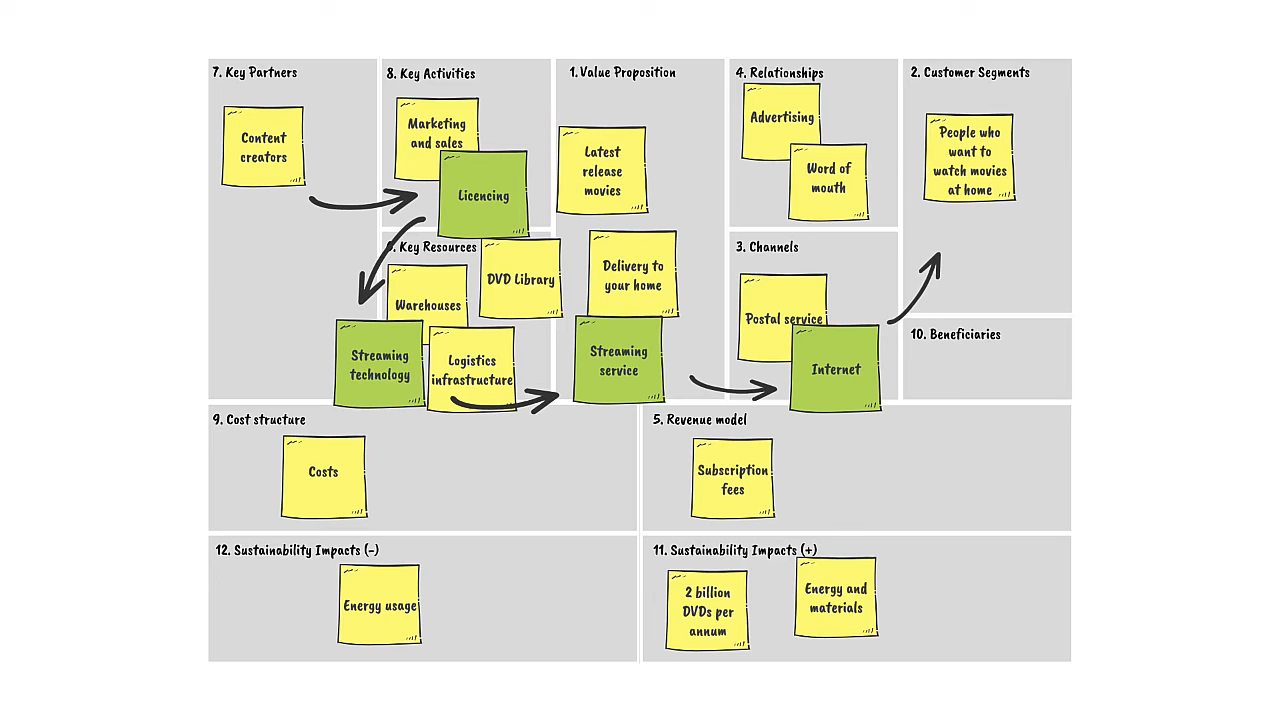 7. Key Partners
Content
creators
8. Key Activities
Marketing
and sales
Licencing
6. Key Resources
DVD Library
Warehouses
Streaming
technology
Logistics
infrastructure
1. Value Proposition
Latest
release
movies
Delivery to
your home
Streaming
service
4. Relationships
Advertising
Word of
mouth
3. Channels
Postal service
Internet
2. Customer Segments
People who
want to
watch movies
at home
10. Beneficiaries
9. Cost structure
Costs
5. Revenue model
Subscription
fees
12. Sustainability Impacts (-)
Energy usage
11. Sustainability Impacts (+)
2 billion
DVDs per
annum
Energy and
materials